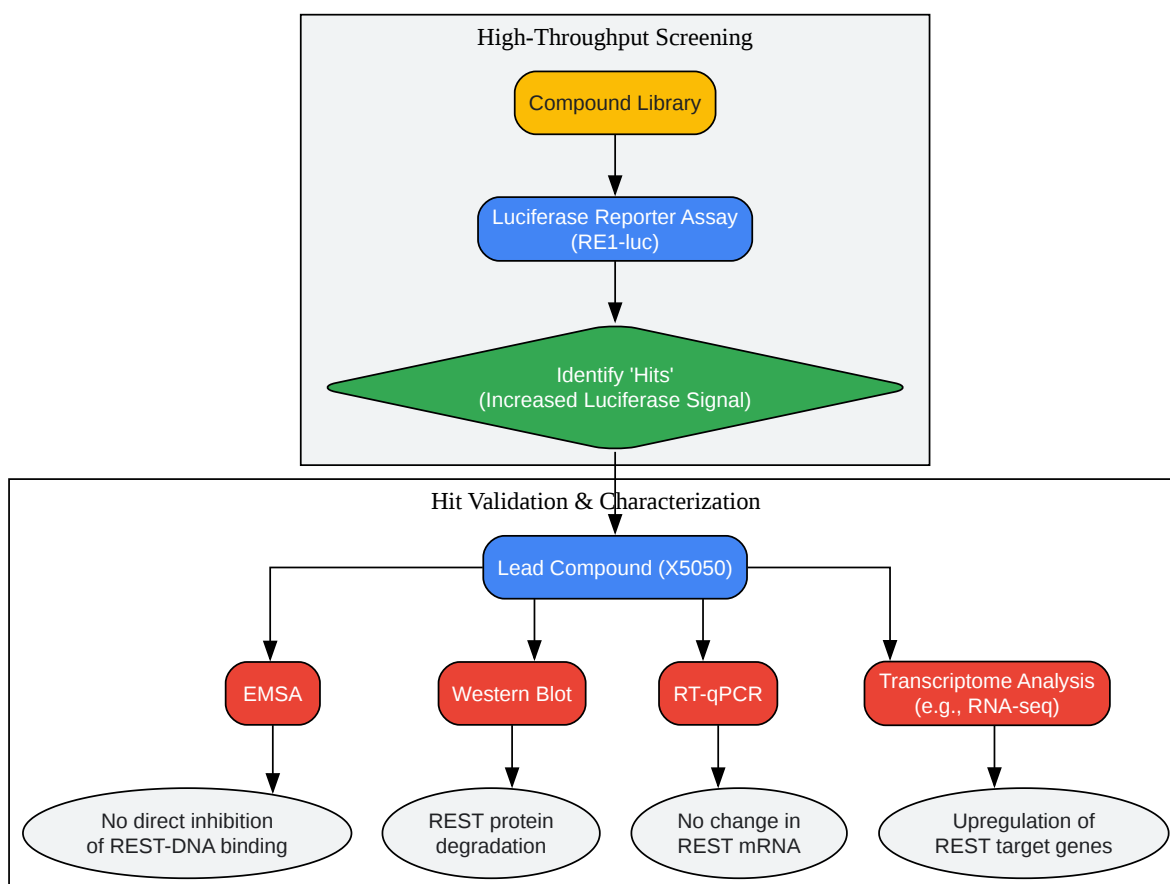 High-Throughput Screening
Compound Library
Luciferase Reporter Assay
(RE1-luc)
Identify 'Hits'
(Increased Luciferase Signal)
Hit Validation & Characterization
Lead Compound (X5050)
EMSA
Western Blot
RT-qPCR
Transcriptome Analysis
(e.g., RNA-seq)
No direct inhibition
of REST-DNA binding
REST protein
degradation
No change in
REST mRNA
Upregulation of
REST target genes